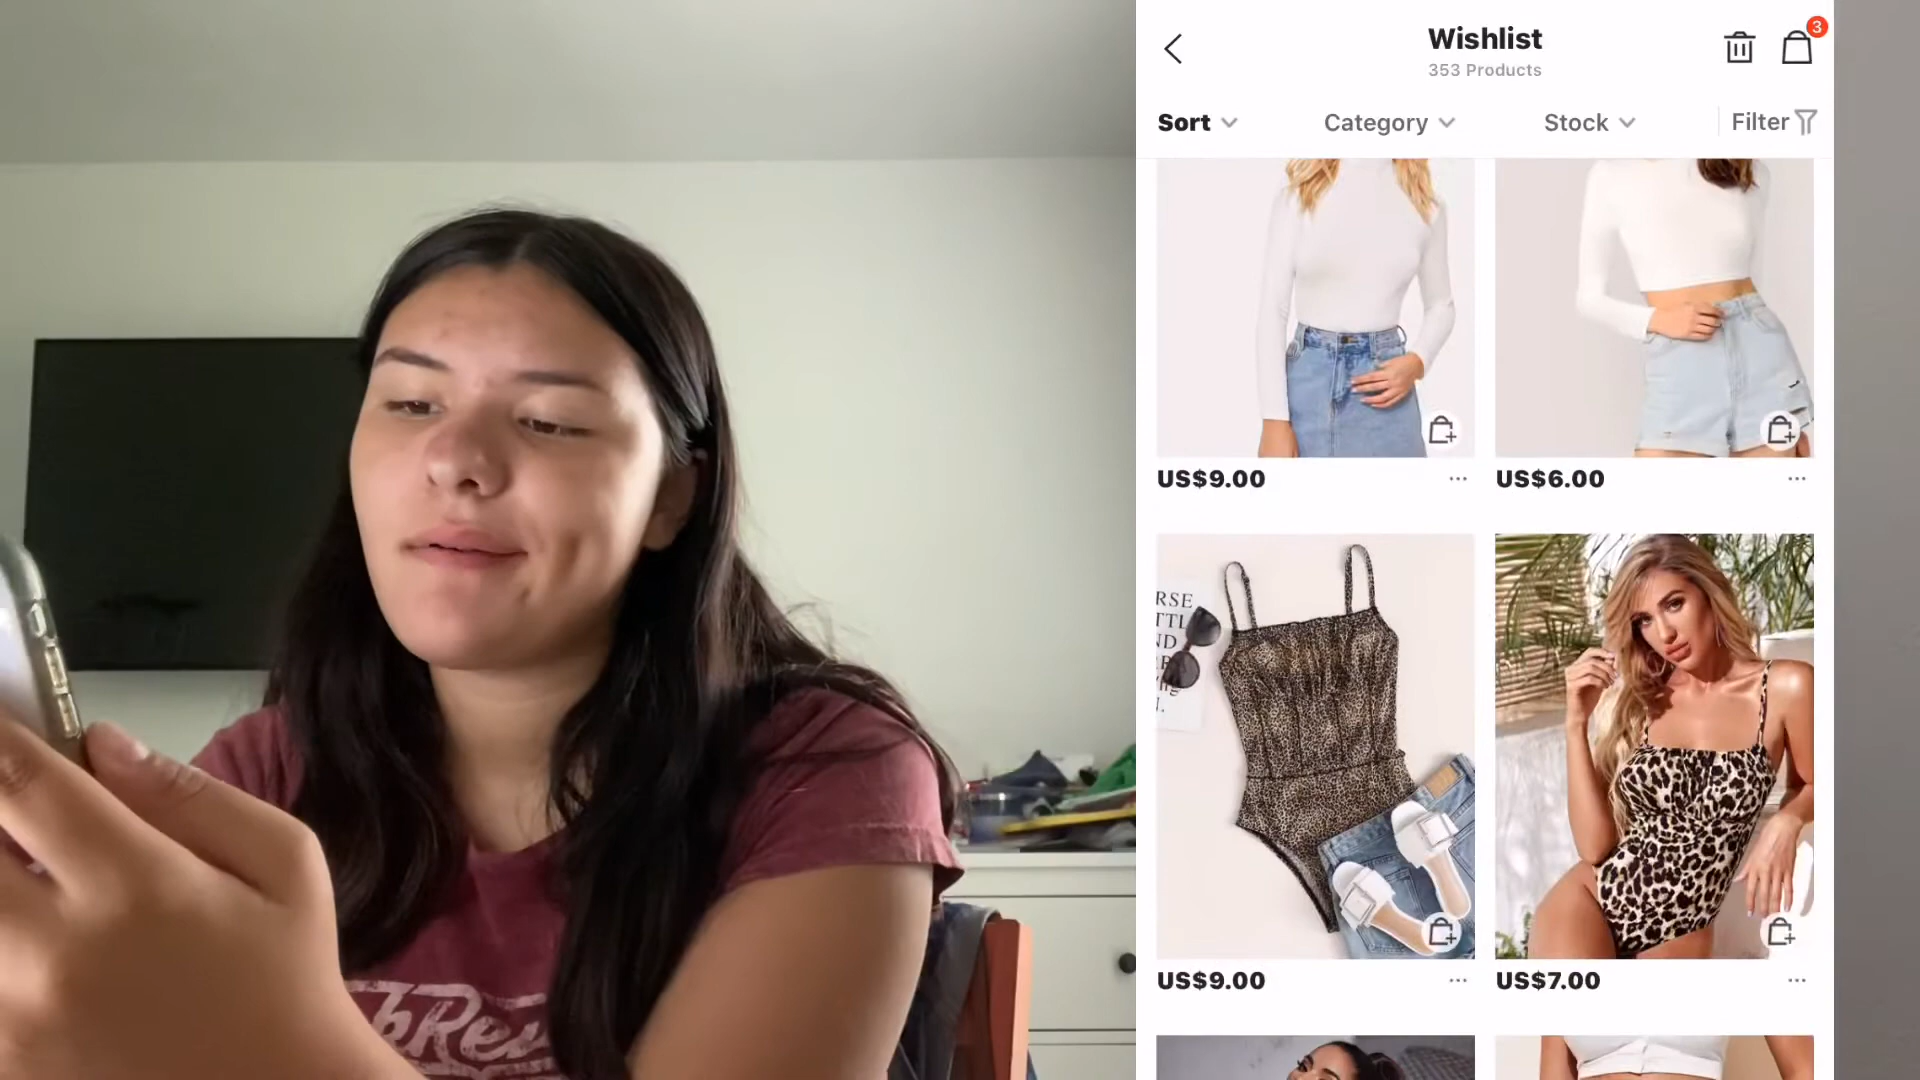 Wishlist
353 Products
3
Sort
Category
Stock
Filter
US$9.00
US$6.00
US$9.00
US$7.00